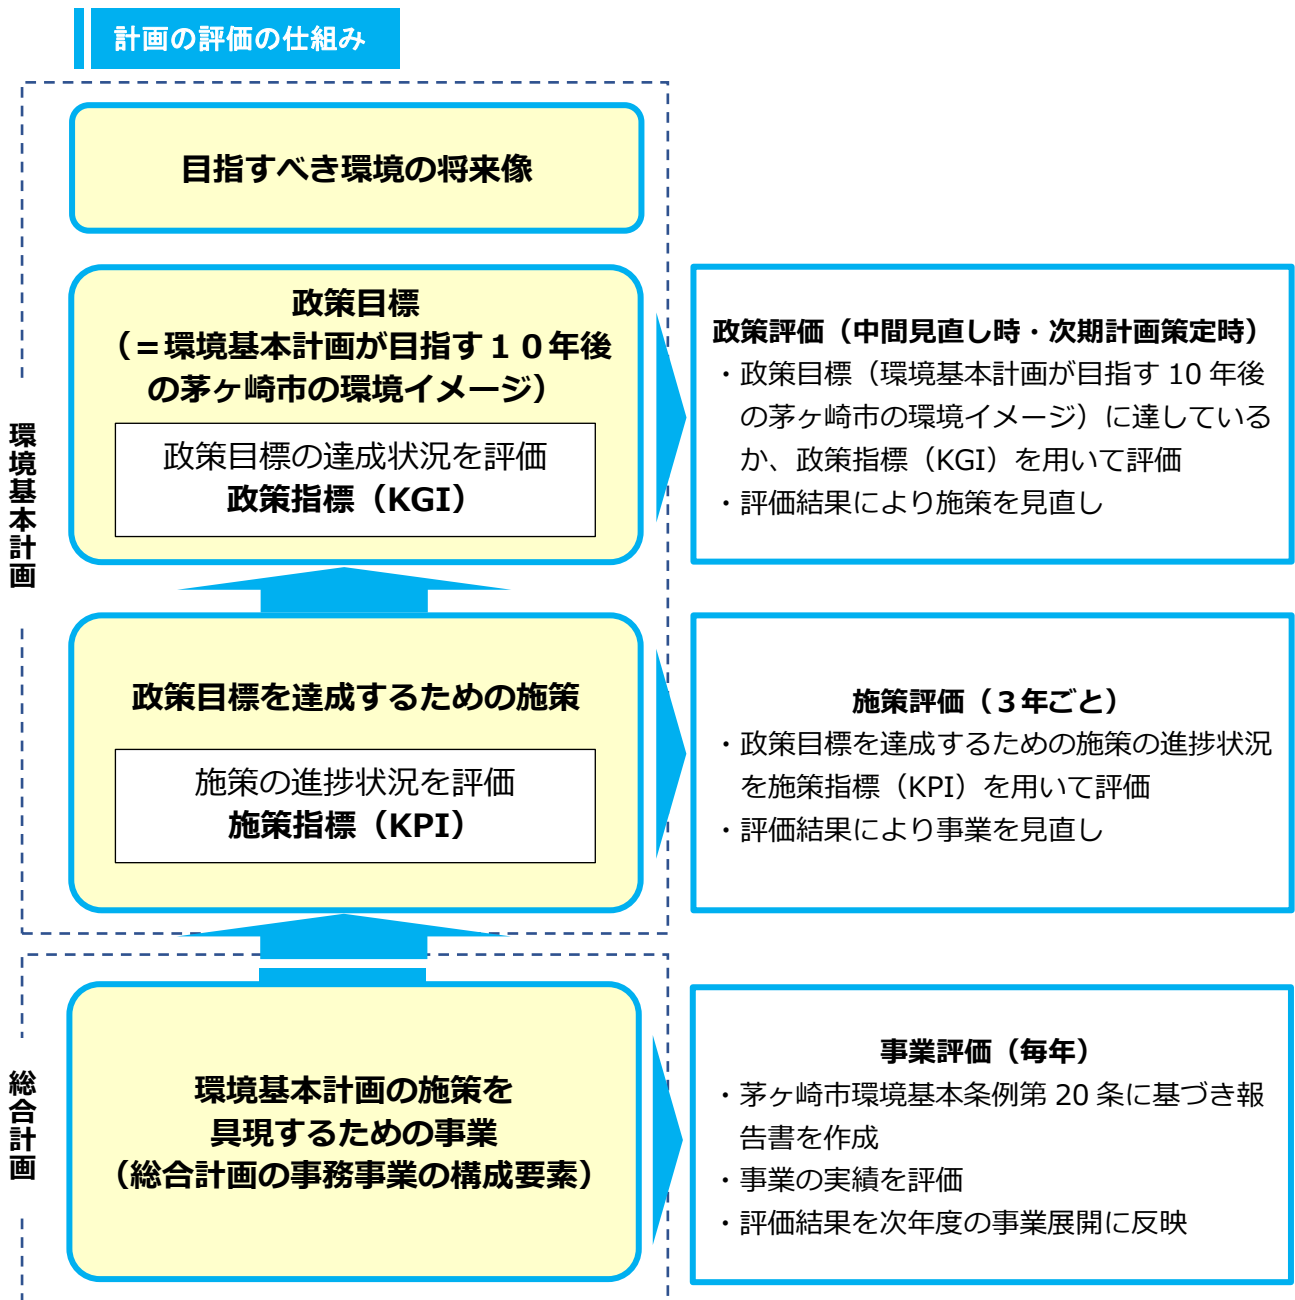 計画の評価の仕組み
環境基本計画
目指すべき環境の将来像
政策目標
（＝環境基本計画が目指す１０年後
の茅ヶ崎市の環境イメージ）
政策目標の達成状況を評価
政策指標（KGI）
政策評価（中間見直し時・次期計画策定時）
・政策目標（環境基本計画が目指す 10 年後
の茅ヶ崎市の環境イメージ）に達している
か、政策指標（KGI）を用いて評価
・評価結果により施策を見直し
政策目標を達成するための施策
施策の進捗状況を評価
施策指標（KPI）
施策評価（３年ごと）
・政策目標を達成するための施策の進捗状況
を施策指標（KPI）を用いて評価
・評価結果により事業を見直し
総合計画
環境基本計画の施策を
具現するための事業
（総合計画の事務事業の構成要素）
事業評価（毎年）
・茅ヶ崎市環境基本条例第 20 条に基づき報
告書を作成
・事業の実績を評価
・評価結果を次年度の事業展開に反映